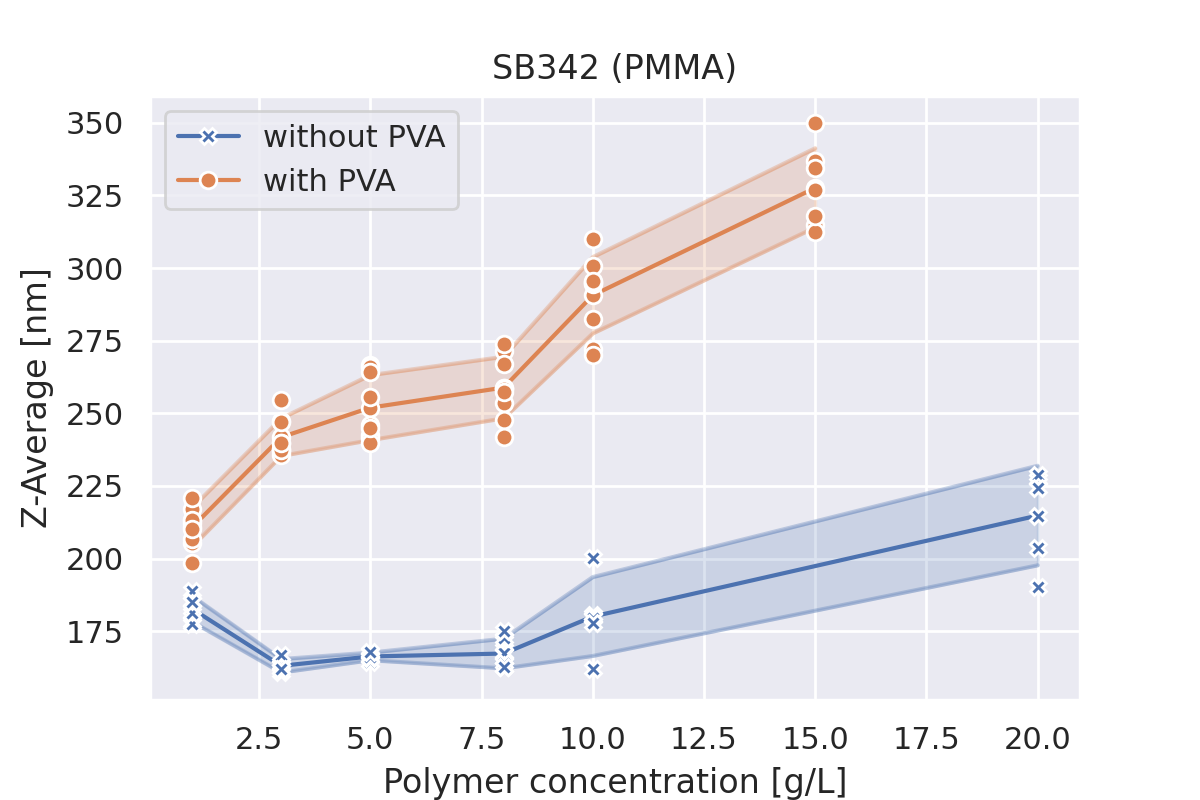 SB342 (PMMA)
without PVA
with PVA
350
325
300
275
250
225
200
175
Z-Average [nm]
2.5 5.0 7.5 10.0 12.5 15.0 17.5 20.0
Polymer concentration [g/L]